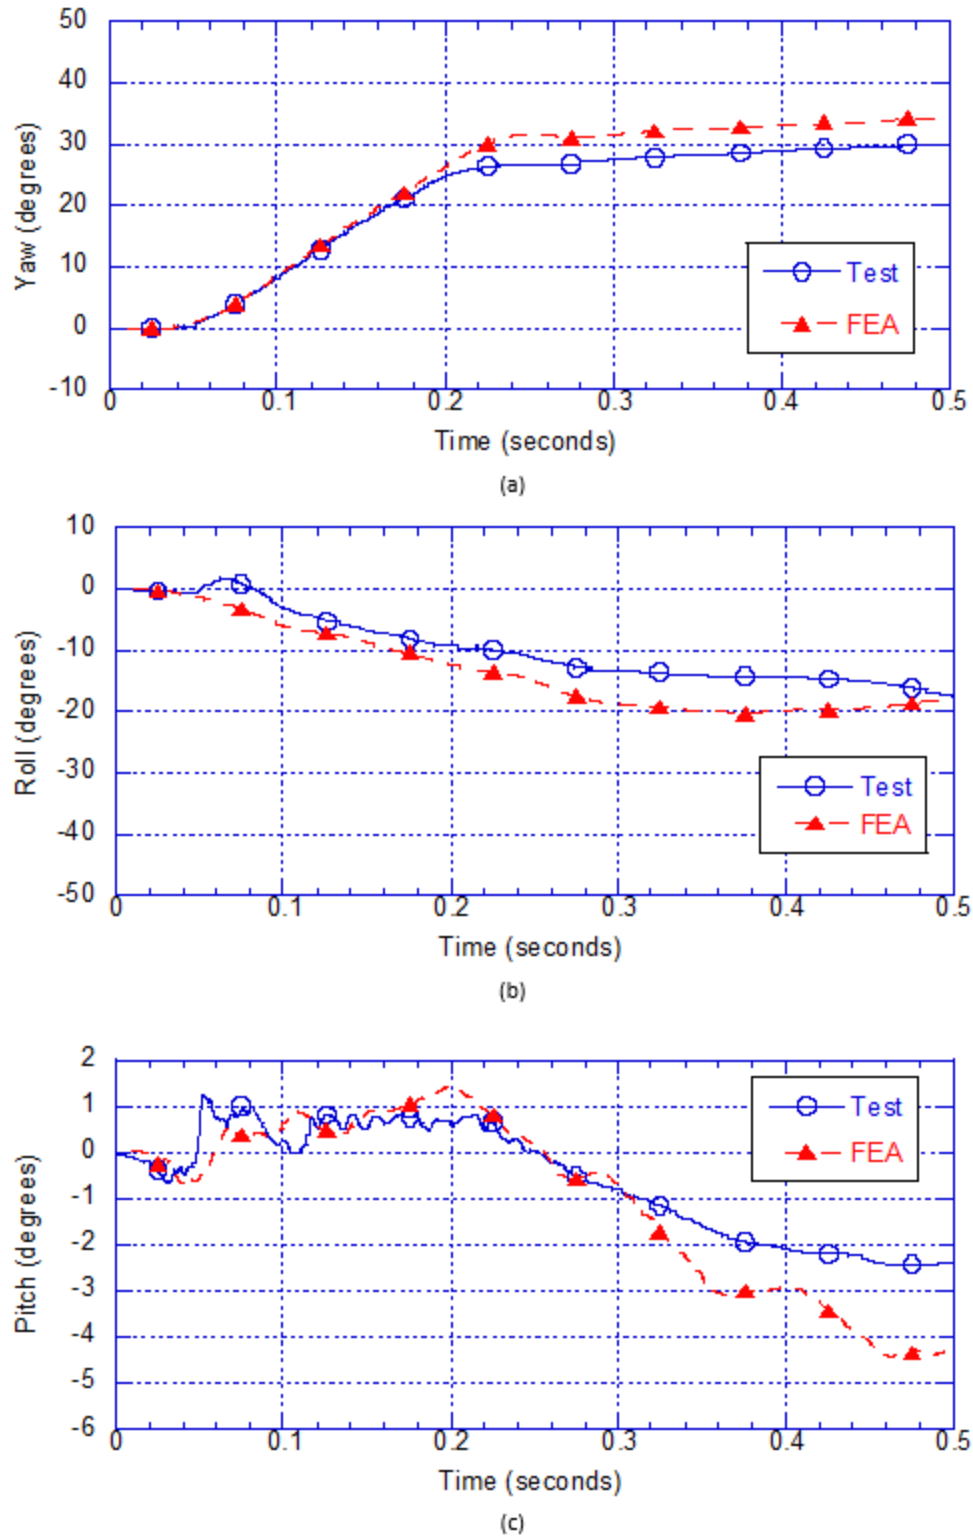 50
40
30
20
10
0
-10
Yaw (degrees)
Test
FEA
0 0.1 0.2 0.3 0.4 0.5
Time (seconds)
(a)
10
0
-10
-20
-30
-40
-50
Roll (degrees)
Test
FEA
0 0.1 0.2 0.3 0.4 0.5
Time (seconds)
(b)
2
1
0
-1
-2
-3
-4
-5
-6
Pitch (degrees)
Test
FEA
0 0.1 0.2 0.3 0.4 0.5
Time (seconds)
(c)